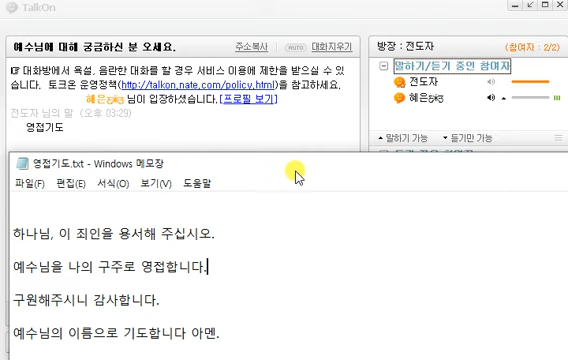 TalkOn
예수님에 대해 궁금하신 분 오세요.
주소복사 AUTO 대화지우기
방장 : 전도자 (참여자 : 2/2)
☞ 대화방에서 욕설, 음란한 대화를 할 경우 서비스 이용에 제한을 받으실 수 있
습니다. 토크온 운영정책(http://talkon.nate.com/policy.html)을 참고하세요.
님이 입장하셨습니다.[프로필 보기]
전도자 님의 말 (오후 03:29)
영접기도
말하기/듣기 중인 참여자
전도자
혜은
말하기 가능 듣기만 가능
영접기도.txt - Windows 메모장
파일(F) 편집(E) 서식(O) 보기(V) 도움말
하나님, 이 죄인을 용서해 주십시오.
예수님을 나의 구주로 영접합니다.
구원해주시니 감사합니다.
예수님의 이름으로 기도합니다 아멘.